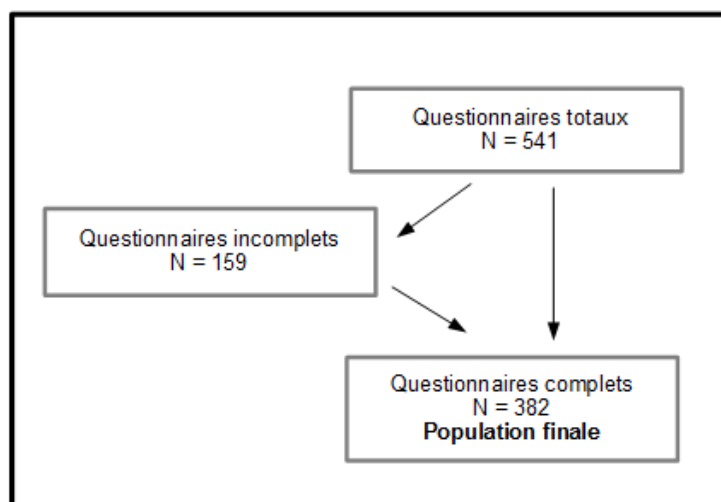 Questionnaires totaux
N = 541
Questionnaires incomplets
N = 159
Questionnaires complets
N = 382
Population finale